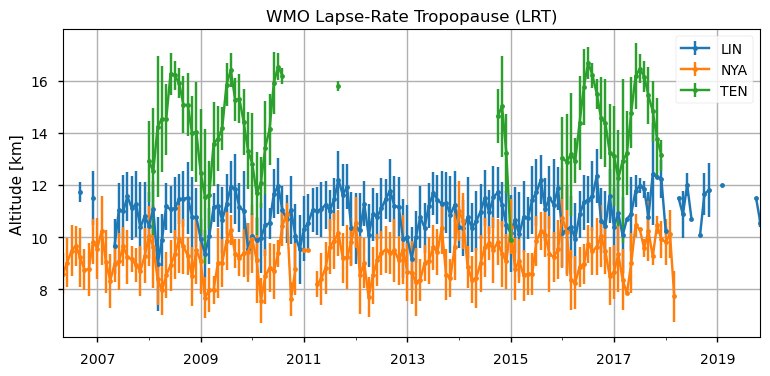 WMO Lapse-Rate Tropopause (LRT)
LIN
NYA
TEN
Altitude [km]
16
14
12
10
8
2007
2009
2011
2013
2015
2017
2019